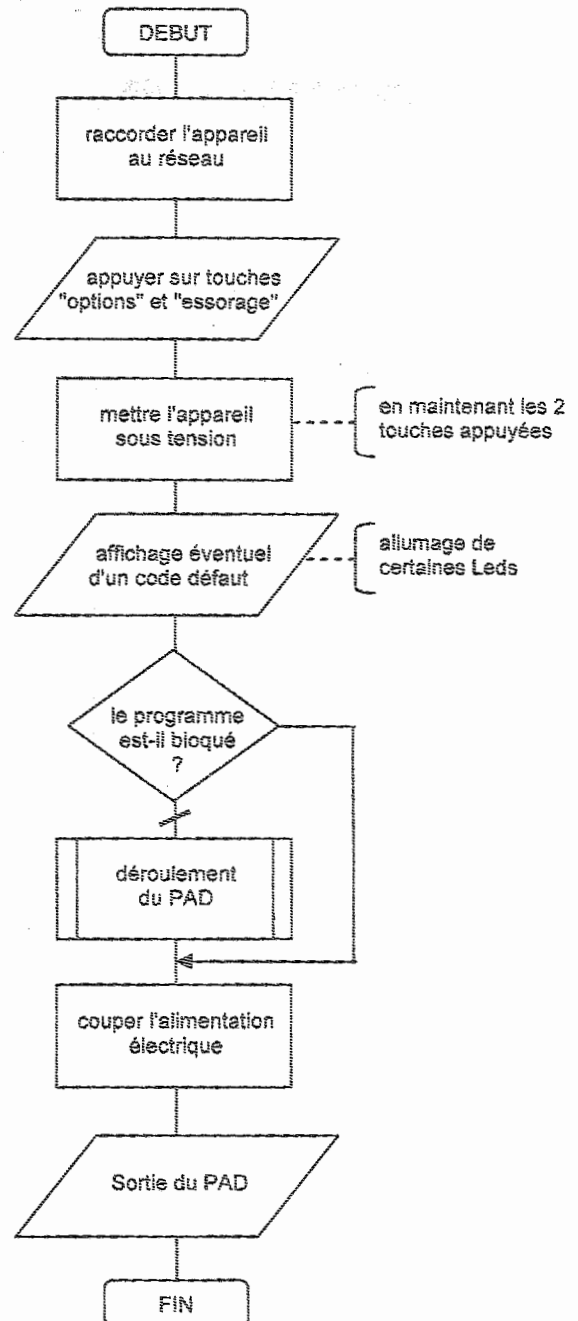 DEBUT
raccorder l'appareil
au réseau
appuyer sur touches
"options" et "essorage"
mettre l'appareil
sous tension
en maintenant les 2
touches appuyées
affichage éventuel
d'un code défaut
allumage de
certaines Leds
le programme
est-il bloqué
?
déroulement
du PAD
couper l'alimentation
électrique
Sortie du PAD
FIN